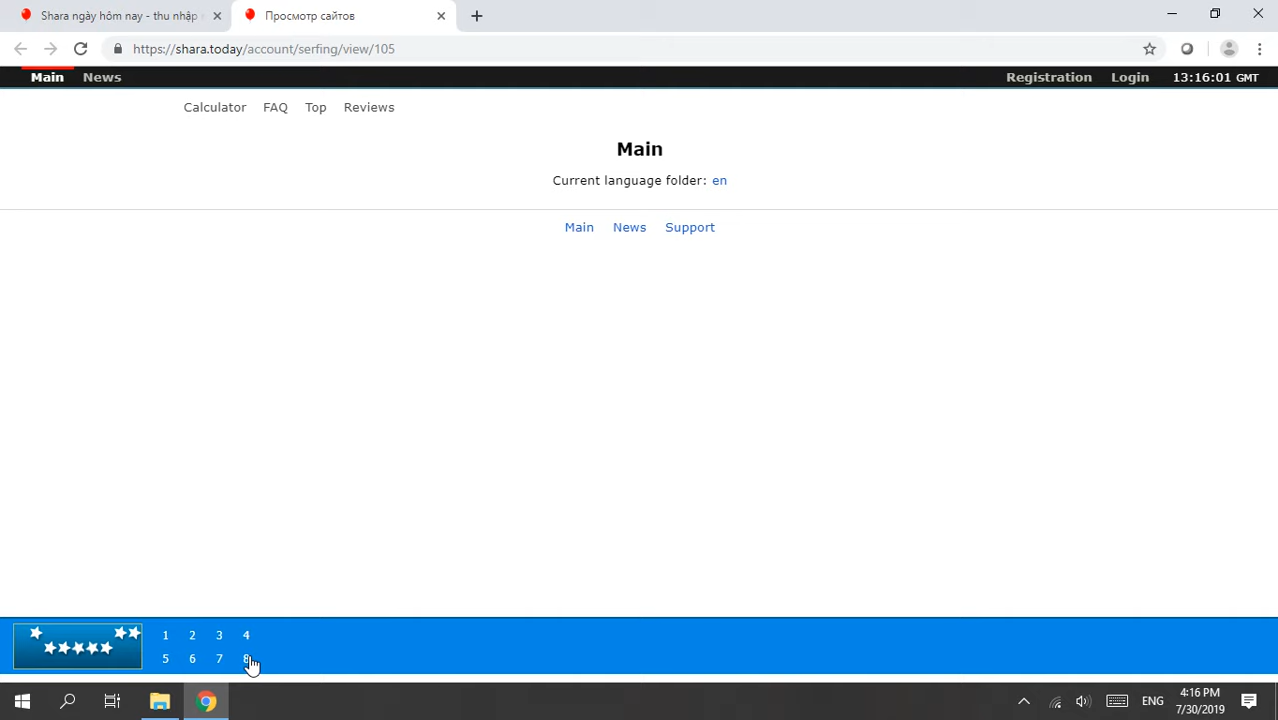 Shara ngày hôm nay - thu nhập
Просмотр сайтов
https://shara.today/account/serfing/view/105
Main News Registration Login 13:16:01 GMT
Calculator FAQ Top Reviews
Main
Current language folder: en
Main News Support
1 2 3 4
5 6 7 8
ENG
4:16 PM
7/30/2019